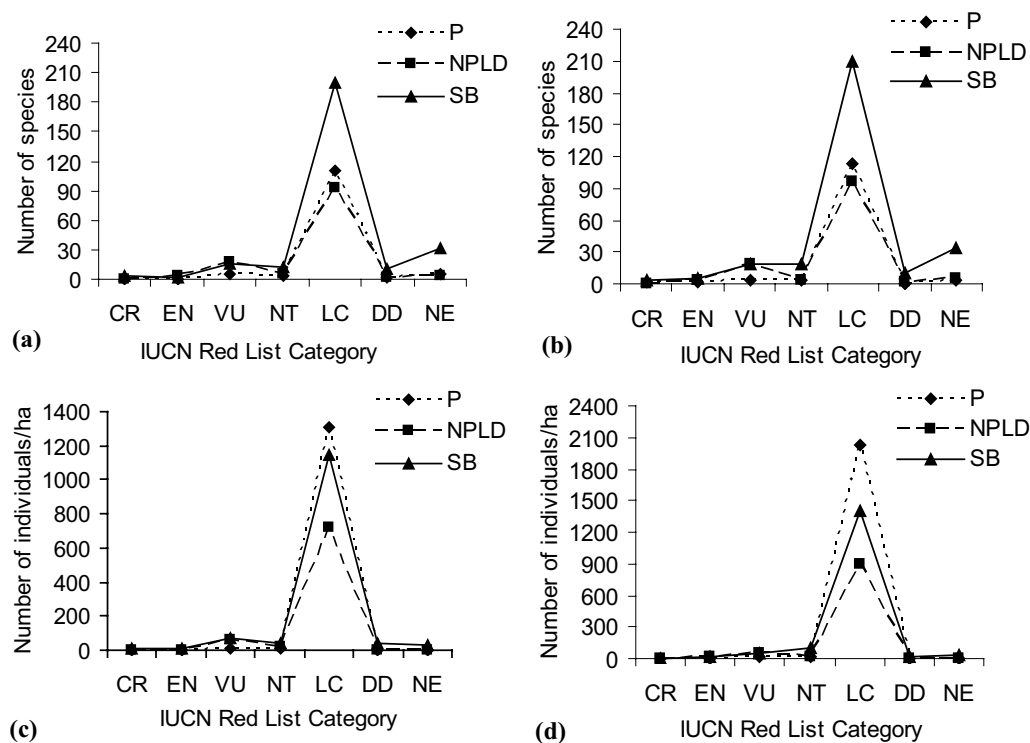 P
NPLD
SB
Number of species
240
210
180
150
120
90
60
30
0
CR EN VU NT LC DD NE
(a)
IUCN Red List Category
P
NPLD
SB
Number of species
240
210
180
150
120
90
60
30
0
CR EN VU NT LC DD NE
(b)
IUCN Red List Category
P
NPLD
SB
Number of individuals/ha
1400
1200
1000
800
600
400
200
0
CR EN VU NT LC DD NE
(c)
IUCN Red List Category
P
NPLD
SB
Number of individuals/ha
2400
2100
1800
1500
1200
900
600
300
0
CR EN VU NT LC DD NE
(d)
IUCN Red List Category